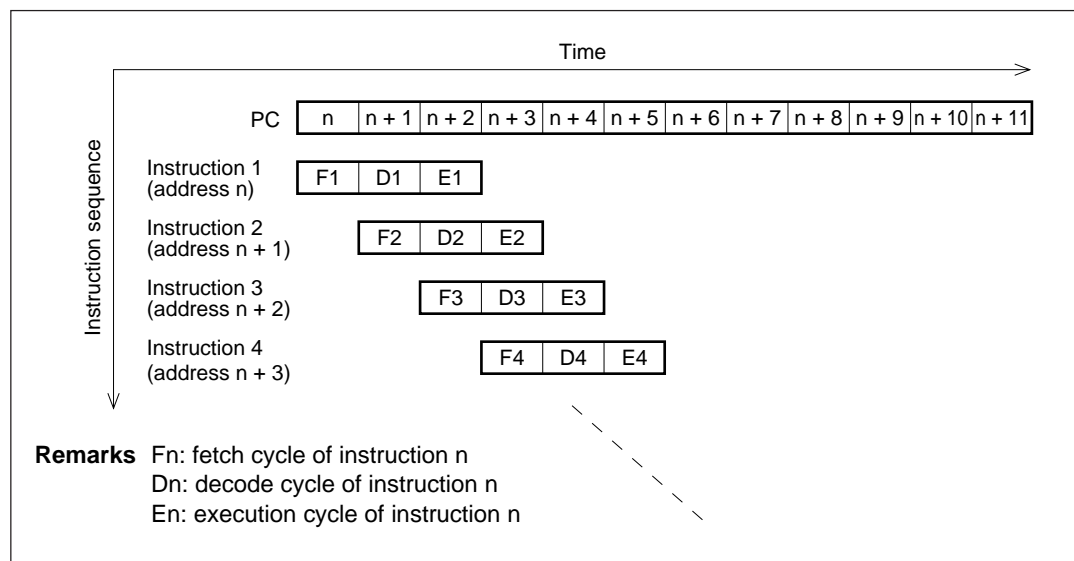 Time
Instruction sequence
PC n n + 1 n + 2 n + 3 n + 4 n + 5 n + 6 n + 7 n + 8 n + 9 n + 10 n + 11
Instruction 1
(address n)
F1 D1 E1
Instruction 2
(address n + 1)
F2 D2 E2
Instruction 3
(address n + 2)
F3 D3 E3
Instruction 4
(address n + 3)
F4 D4 E4
Remarks Fn: fetch cycle of instruction n
Dn: decode cycle of instruction n
En: execution cycle of instruction n